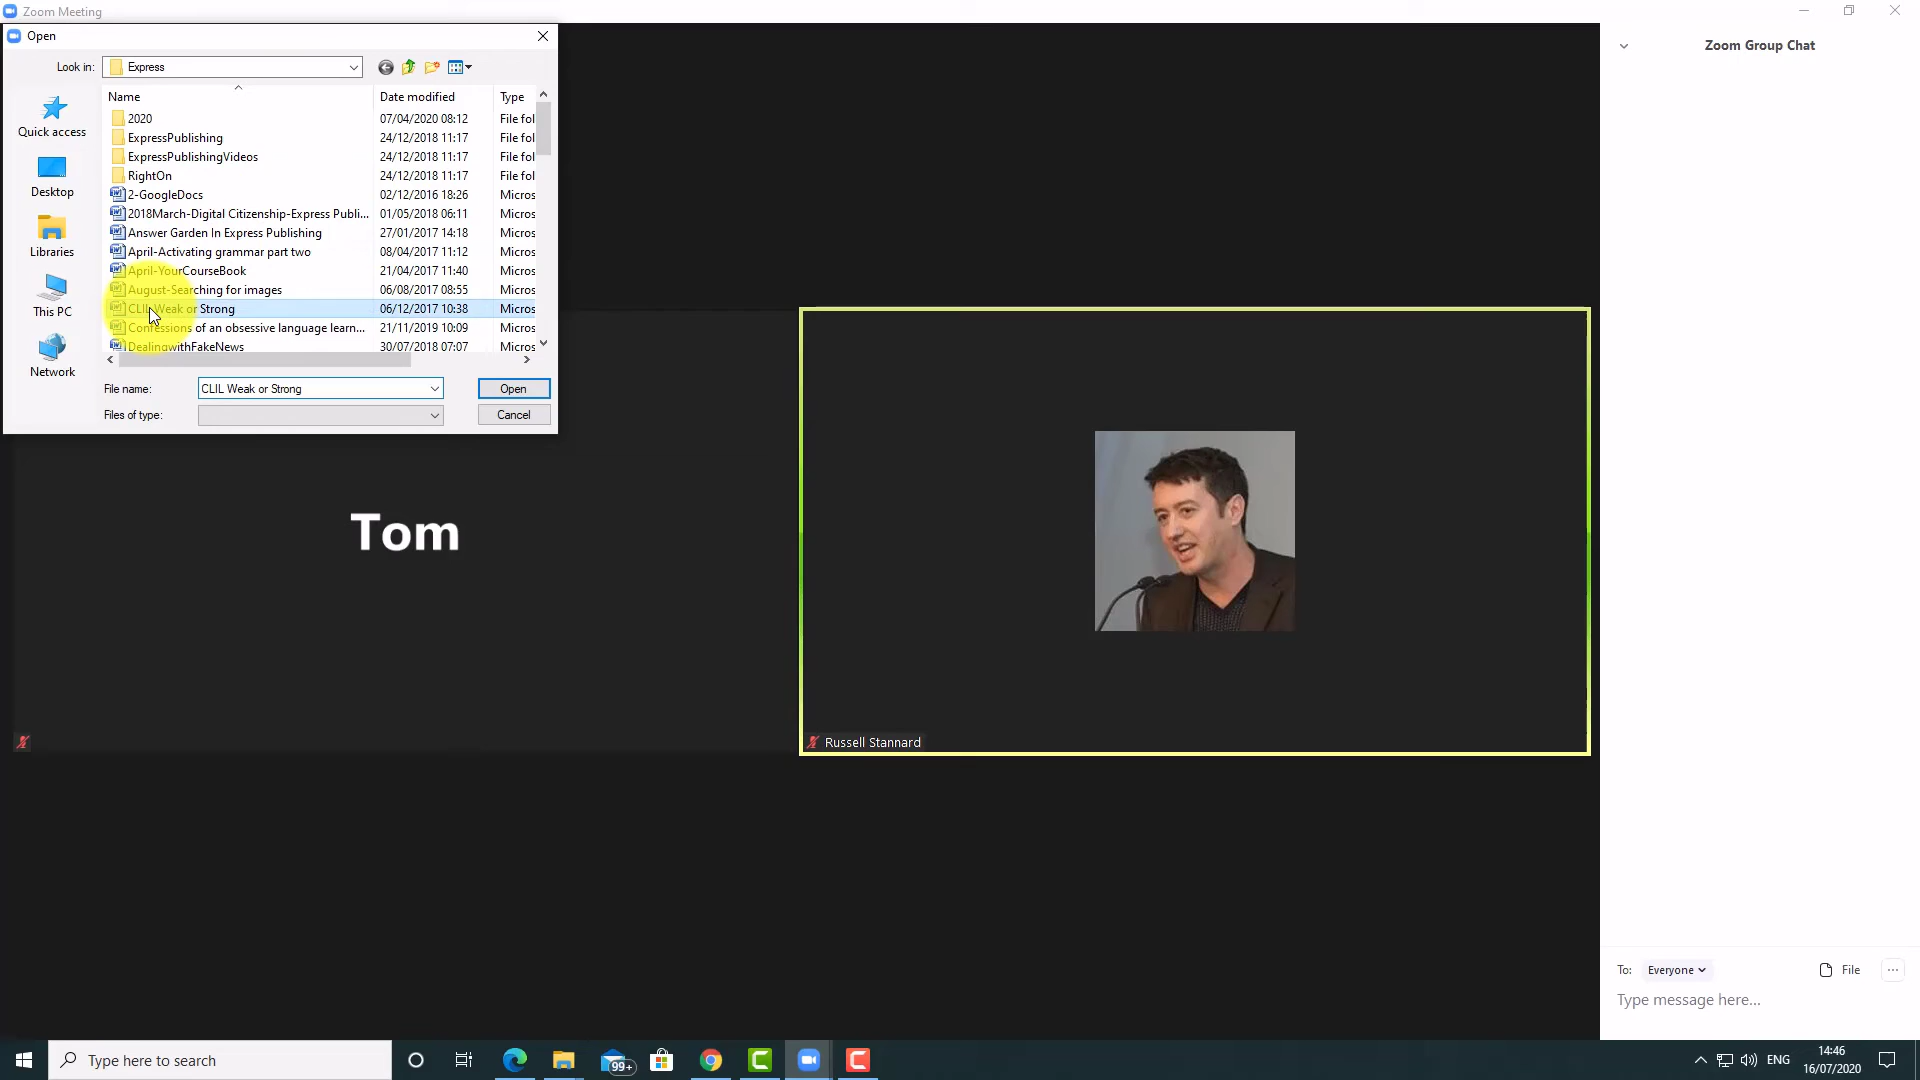 Zoom Meeting
Open
Look in: Express
Name Date modified Type
2020 07/04/2020 08:12 File fol
ExpressPublishing 24/12/2018 11:17 File fol
ExpressPublishingVideos 24/12/2018 11:17 File fol
RightOn 24/12/2018 11:17 File fol
2-GoogleDocs 02/12/2016 18:26 Micros
2018March-Digital Citizenship-Express Publi... 01/05/2018 06:11 Micros
Answer Garden In Express Publishing 27/01/2017 14:18 Micros
April-Activating grammar part two 08/04/2017 11:12 Micros
April-YourCourseBook 21/04/2017 11:40 Micros
August-Searching for images 06/08/2017 08:55 Micros
CLIL Weak or Strong 06/12/2017 10:38 Micros
Confessions of an obsessive language learn... 21/11/2019 10:09 Micros
DealingwithFakeNews 30/07/2018 07:07 Micros
Quick access
Desktop
Libraries
This PC
Network
File name: CLIL Weak or Strong Open
Files of type: Cancel
Tom
Russell Stannard
Zoom Group Chat
To: Everyone File ...
Type message here...
Type here to search
99+
ENG
14:46
16/07/2020